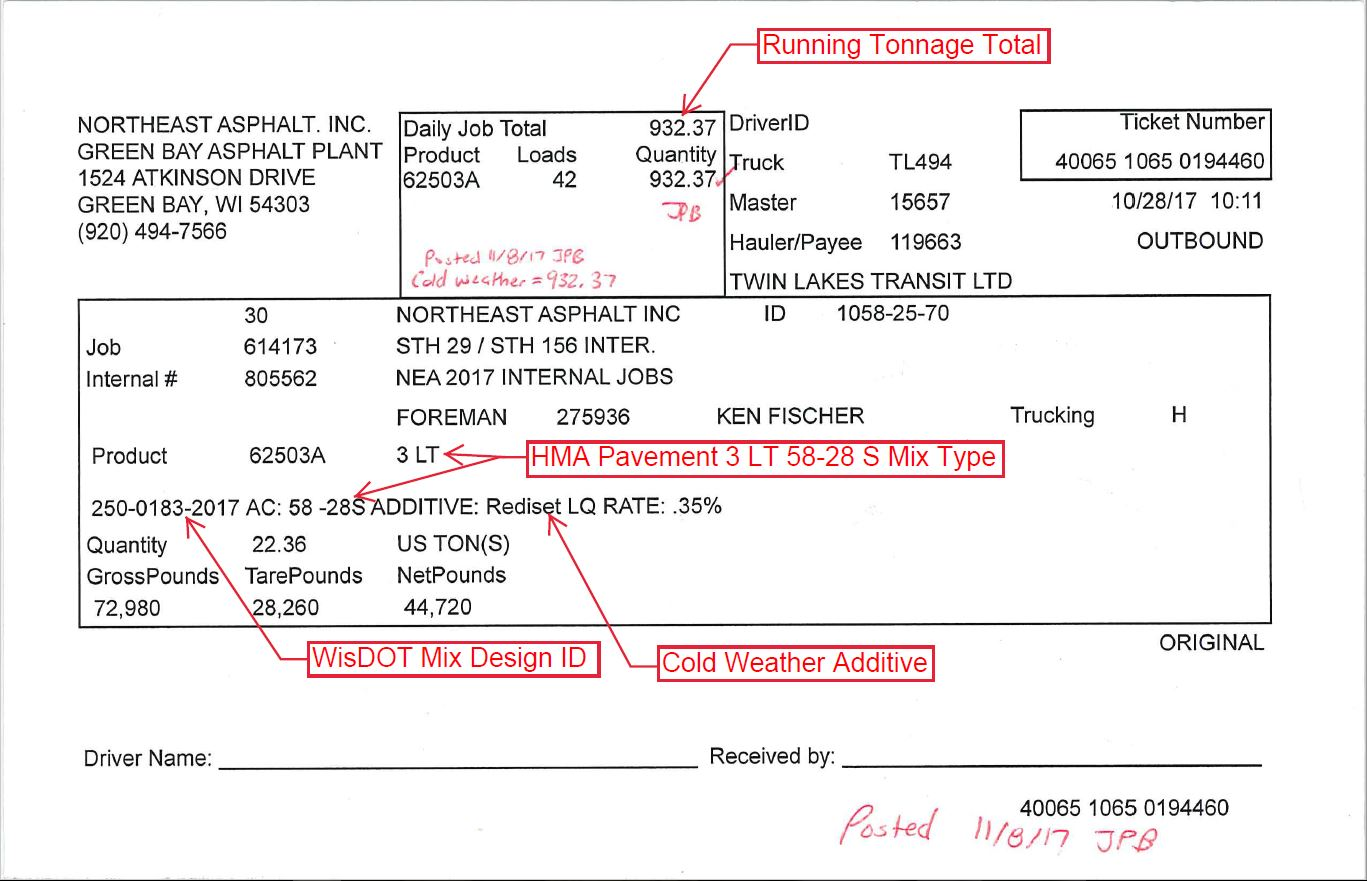 Running Tonnage Total
NORTHEAST ASPHALT. INC.
GREEN BAY ASPHALT PLANT
1524 ATKINSON DRIVE
GREEN BAY, WI 54303
(920) 494-7566
Daily Job Total 932.37
Product Loads Quantity
62503A 42 932.37
JPB
Posted 11/8/17 JPB
Cold weather = 932.37
DriverID
Truck TL494
Master 15657
Hauler/Payee 119663
TWIN LAKES TRANSIT LTD
Ticket Number
40065 1065 0194460
10/28/17 10:11
OUTBOUND
30 NORTHEAST ASPHALT INC ID 1058-25-70
Job 614173 STH 29 / STH 156 INTER.
Internal # 805562 NEA 2017 INTERNAL JOBS
FOREMAN 275936 KEN FISCHER Trucking H
Product 62503A 3 LT
HMA Pavement 3 LT 58-28 S Mix Type
250-0183-2017 AC: 58 -28S ADDITIVE: Rediset LQ RATE: .35%
Quantity 22.36 US TON(S)
GrossPounds TarePounds NetPounds
72,980 28,260 44,720
WisDOT Mix Design ID
Cold Weather Additive
ORIGINAL
Driver Name: Received by:
40065 1065 0194460
Posted 11/8/17 JPB